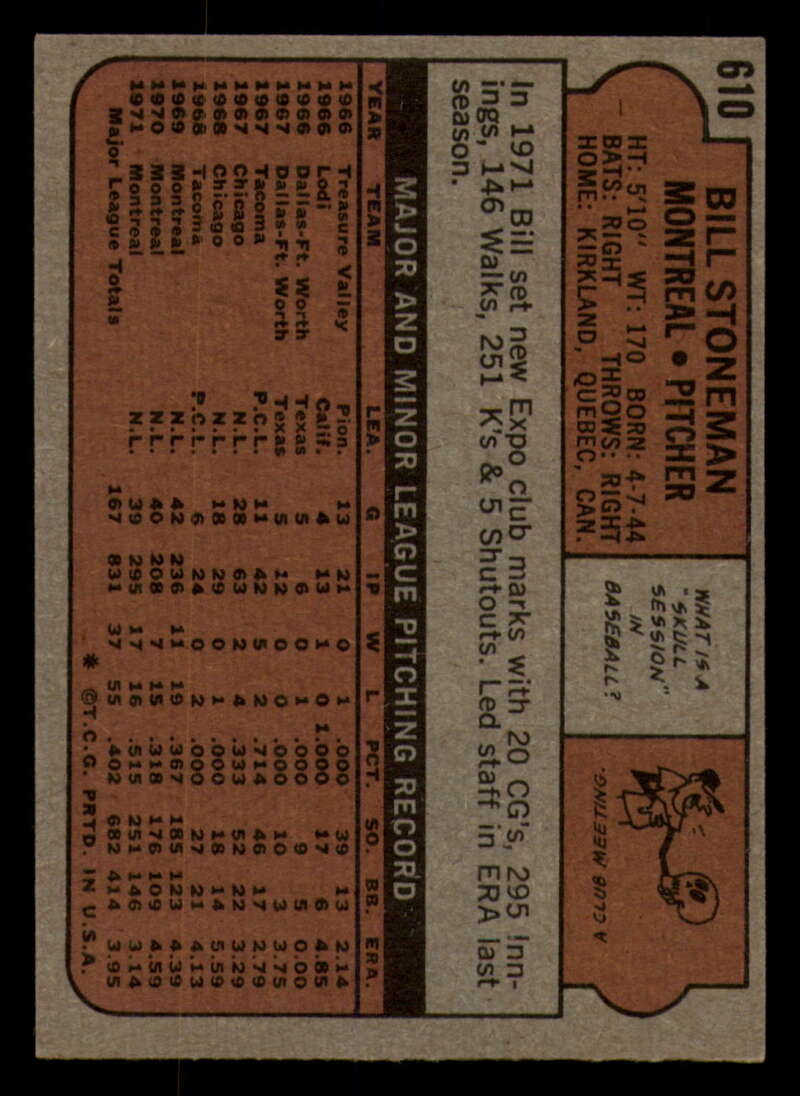 610
BILL STONEMAN
MONTREAL • PITCHER
HT: 5'10" WT: 170 BORN: 4-7-44
BATS: RIGHT THROWS: RIGHT
HOME: KIRKLAND, QUEBEC, CAN.
WHAT IS A
"SKULL
SESSION"
IN
BASEBALL?
A CLUB MEETING.
In 1971 Bill set new Expo club marks with 20 CG's, 295 Inn-
ings, 146 Walks, 251 K's & 5 Shutouts. Led staff in ERA last
season.
MAJOR AND MINOR LEAGUE PITCHING RECORD
YEAR TEAM LEA. G IP W L PCT. SO. BB. ERA.
1966 Treasure Valley Pion. 13 21 0 1 .000 39 13 2.14
1966 Lodi Calif. 4 13 1 0 1.000 17 6 4.85
1966 Dallas-Ft. Worth Texas 5 6 0 1 .000 9 5 0.00
1967 Dallas-Ft. Worth Texas 5 12 0 0 .000 10 3 3.75
1967 Tacoma P.C.L. 11 42 5 2 .714 46 17 2.79
1967 Chicago N.L. 28 63 2 4 .333 52 22 3.29
1968 Chicago N.L. 18 29 0 1 .000 18 14 5.59
1968 Tacoma P.C.L. 6 24 0 2 .000 27 21 4.13
1969 Montreal N.L. 42 236 11 19 .367 185 123 4.39
1970 Montreal N.L. 40 208 7 15 .318 176 109 4.59
1971 Montreal N.L. 39 295 17 16 .515 251 146 3.14
Major League Totals 167 831 37 55 .402 682 414 3.95
* ©T.C.G. PRTD. IN U.S.A.